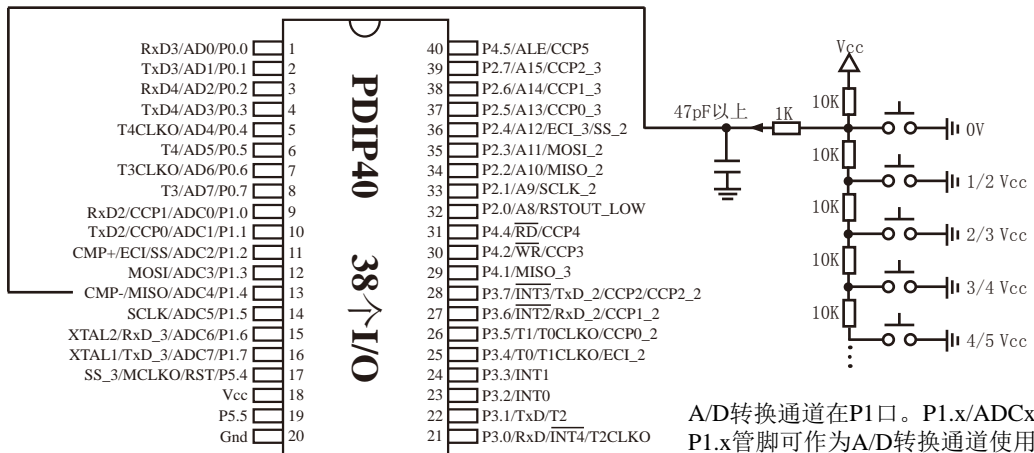 RxD3/AD0/P0.0 1
TxD3/AD1/P0.1 2
RxD4/AD2/P0.2 3
TxD4/AD3/P0.3 4
T4CLKO/AD4/P0.4 5
T4/AD5/P0.5 6
T3CLKO/AD6/P0.6 7
T3/AD7/P0.7 8
RxD2/CCP1/ADC0/P1.0 9
TxD2/CCP0/ADC1/P1.1 10
CMP+/ECI/SS/ADC2/P1.2 11
MOSI/ADC3/P1.3 12
CMP-/MISO/ADC4/P1.4 13
SCLK/ADC5/P1.5 14
XTAL2/RxD_3/ADC6/P1.6 15
XTAL1/TxD_3/ADC7/P1.7 16
SS_3/MCLKO/RST/P5.4 17
Vcc 18
P5.5 19
Gnd 20
PDIP40 38个I/O
40 P4.5/ALE/CCP5
39 P2.7/A15/CCP2_3
38 P2.6/A14/CCP1_3
37 P2.5/A13/CCP0_3
36 P2.4/A12/ECI_3/SS_2
35 P2.3/A11/MOSI_2
34 P2.2/A10/MISO_2
33 P2.1/A9/SCLK_2
32 P2.0/A8/RSTOUT_LOW
31 P4.4/RD/CCP4
30 P4.2/WR/CCP3
29 P4.1/MISO_3
28 P3.7/INT3/TxD_2/CCP2/CCP2_2
27 P3.6/INT2/RxD_2/CCP1_2
26 P3.5/T1/T0CLKO/CCP0_2
25 P3.4/T0/T1CLKO/ECI_2
24 P3.3/INT1
23 P3.2/INT0
22 P3.1/TxD/T2
21 P3.0/RxD/INT4/T2CLKO
47pF以上
1K
Vcc
10K
0V
10K
1/2 Vcc
10K
2/3 Vcc
10K
3/4 Vcc
10K
4/5 Vcc
A/D转换通道在P1口。P1.x/ADCx
P1.x管脚可作为A/D转换通道使用